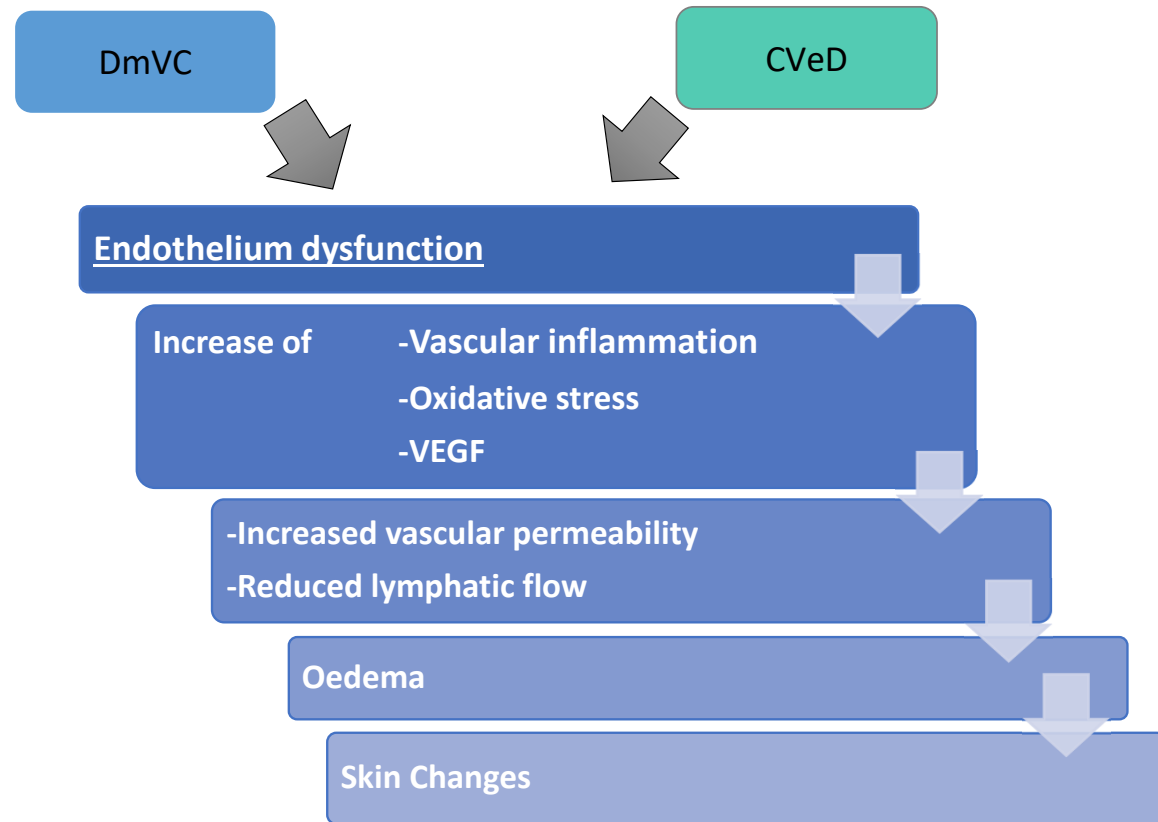 DmVC
CVeD
Endothelium dysfunction
Increase of -Vascular inflammation
-Oxidative stress
-VEGF
-Increased vascular permeability
-Reduced lymphatic flow
Oedema
Skin Changes